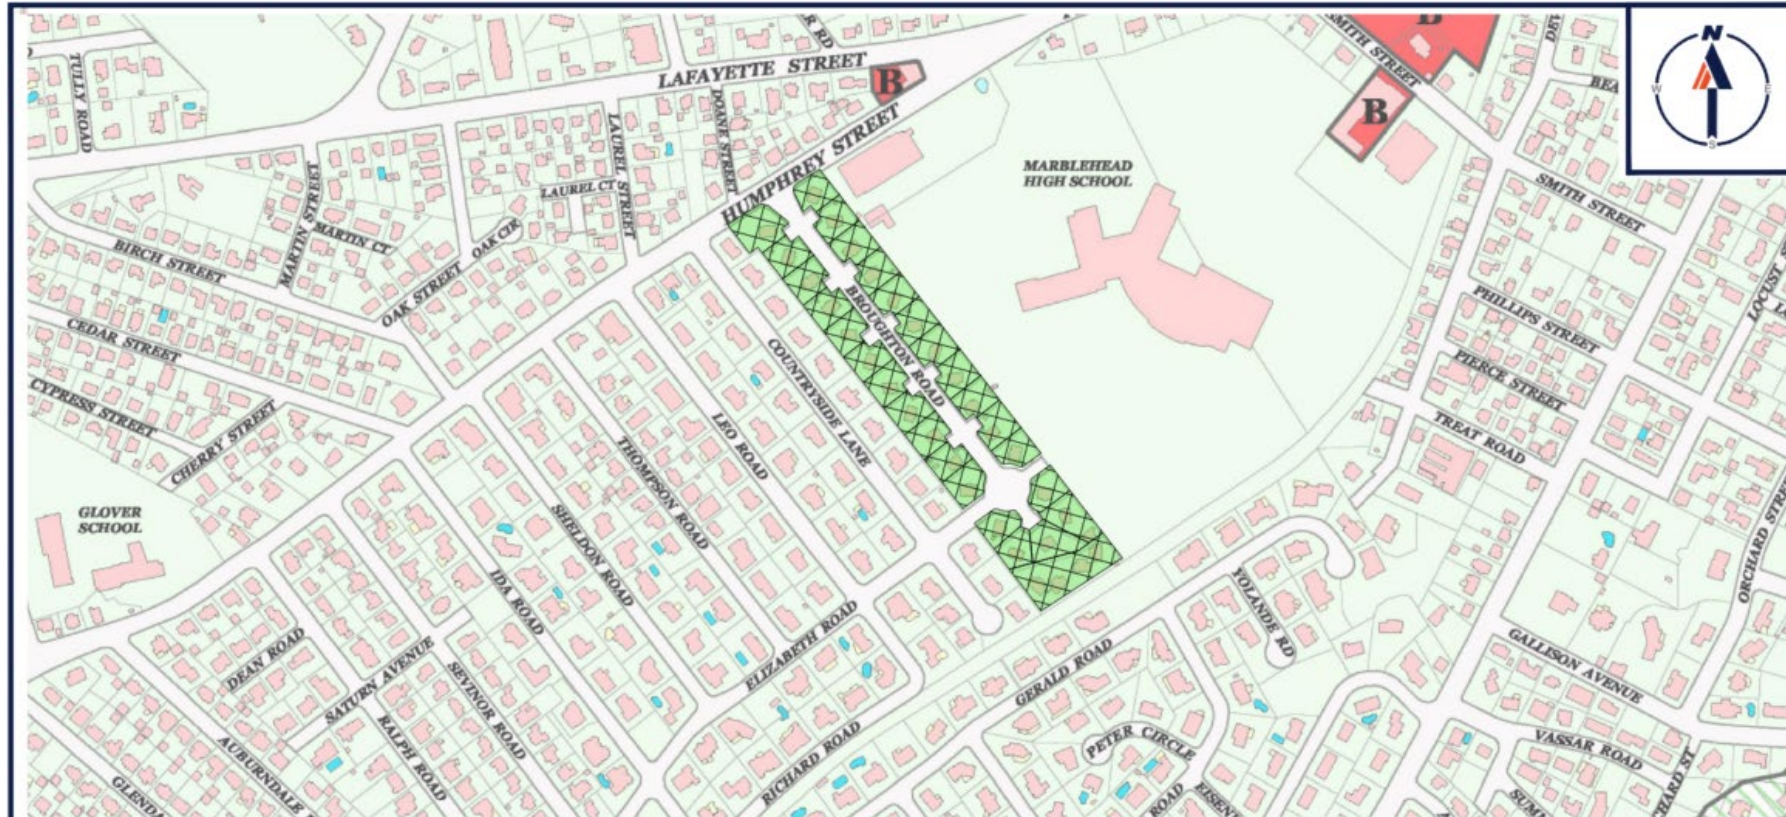 B
SMITH STREET
N
W
E
S
TULLY ROAD
LAFAYETTE STREET
B
RD
B
DOANE STREET
LAUREL STREET
HUMPHREY STREET
MARBLEHEAD
HIGH SCHOOL
MARTIN STREET
LAUREL CT
SMITH STREET
BIRCH STREET
MARTIN CT
OAK STREET
OAK CIR
BROUGHTON ROAD
PHILLIPS STREET
CEDAR STREET
COUNTRYSIDE LANE
PIERCE STREET
CYPRESS STREET
CHERRY STREET
LEO ROAD
THOMPSON ROAD
TREAT ROAD
GLOVER
SCHOOL
SHELDON ROAD
IDA ROAD
ORCHARD STREET
YOLANDE RD
ELIZABETH ROAD
DEAN ROAD
SATURN AVENUE
SEVINOR ROAD
GERALD ROAD
GALLISON AVENUE
RALPH ROAD
AUBURNDALE
RICHARD ROAD
PETER CIRCLE
VASSAR ROAD
ROAD